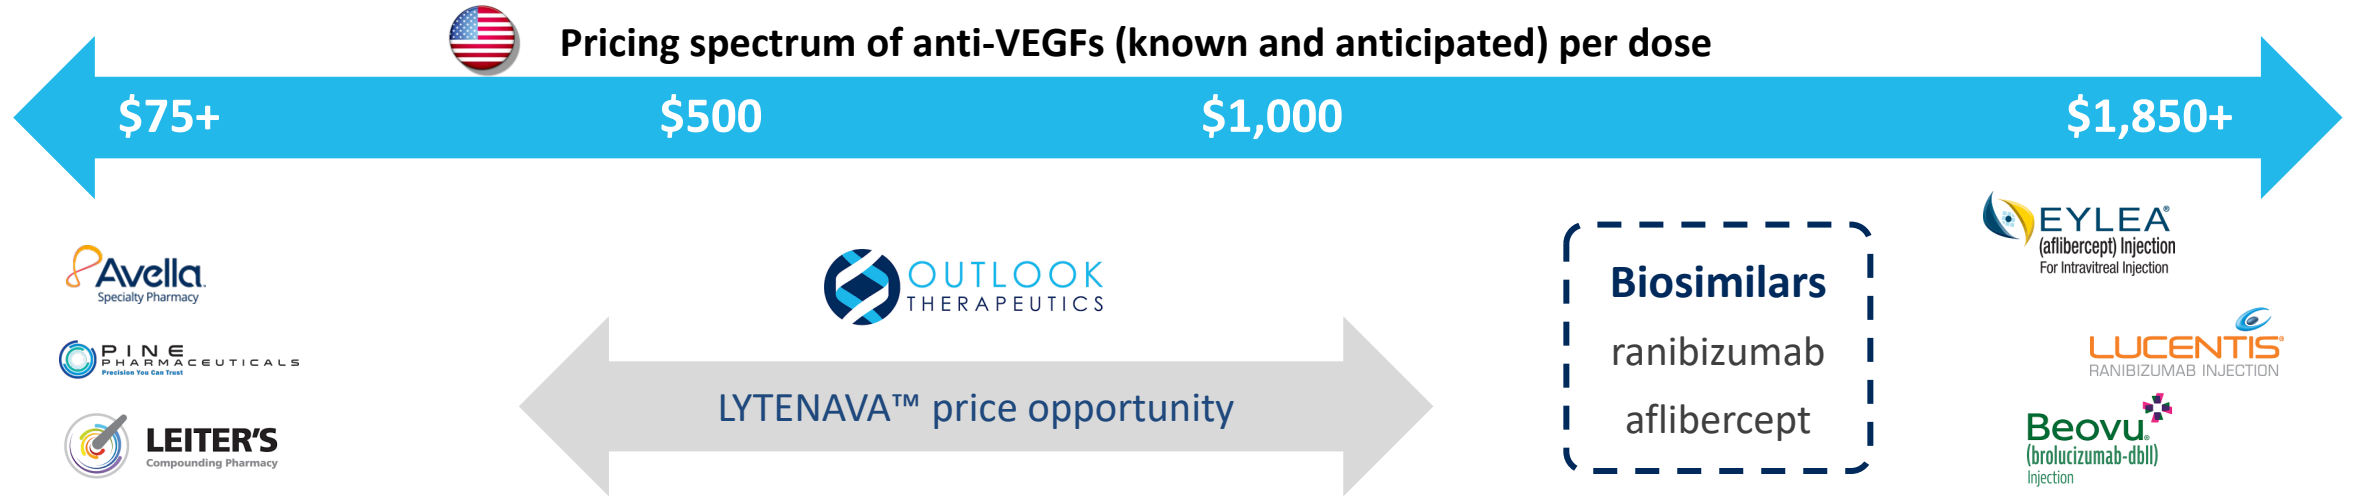 Pricing spectrum of anti-VEGFs (known and anticipated) per dose
$75+ $500 $1,000 $1,850+
Avella.
Specialty Pharmacy
PINE
PHARMACEUTICALS
Precision You Can Trust
LEITER'S
Compounding Pharmacy
OUTLOOK
THERAPEUTICS
LYTENAVA™ price opportunity
Biosimilars
ranibizumab
aflibercept
EYLEA®
(aflibercept) Injection
For Intravitreal Injection
LUCENTIS®
RANIBIZUMAB INJECTION
Beovu®
(brolucizumab-dbll)
Injection